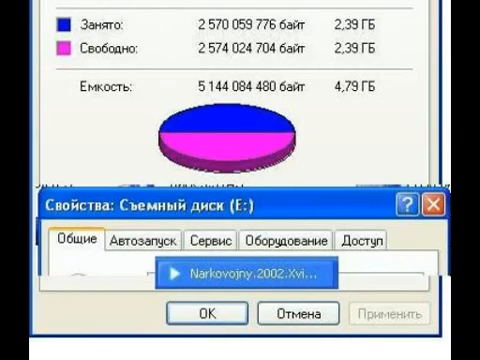 Занято: 2 570 059 776 байт 2,39 ГБ
Свободно: 2 574 024 704 байт 2,39 ГБ
Емкость: 5 144 084 480 байт 4,79 ГБ
Свойства: Съемный диск (E:)
Общие Автозапуск Сервис Оборудование Доступ
Narkovojny.2002.Xvi...
OK Отмена Применить